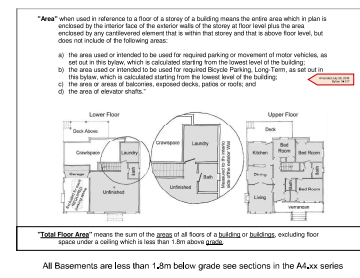 "Area" when used in reference to a floor of a storey of a building means the entire area which in plan is
enclosed by the interior face of the exterior walls of the storey at floor level plus the area
enclosed by any cantilevered element that is within that storey and that is above floor level, but
does not include of the following areas:
a) the area used or intended to be used for required parking or movement of motor vehicles, as
set out in this bylaw, which is calculated starting from the lowest level of the building;
b) the area used or intended to be used for required Bicycle Parking, Long-Term, as set out in
this bylaw, which is calculated starting from the lowest level of the building;
c) the area or areas of balconies, exposed decks, patios or roofs; and
d) the area of elevator shafts."
Lower Floor
Upper Floor
Deck Above
Deck
Crawlspace
Laundry
Bath
Unfinished
Crawlspace
Laundry
Bath
Unfinished
Kitchen
Bed
Room
Bed Room
Dining
Bath
Living
Bed Room
Verrandah
"Total Floor Area" means the sum of the areas of all floors of a building or buildings, excluding floor
space under a ceiling which is less than 1.8m above grade.
All Basements are less than 1.8m below grade see sections in the A4.xx series